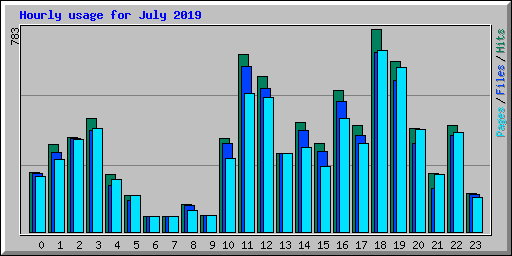 Hourly usage for July 2019
783
Pages/Files/Hits
0 1 2 3 4 5 6 7 8 9 10 11 12 13 14 15 16 17 18 19 20 21 22 23